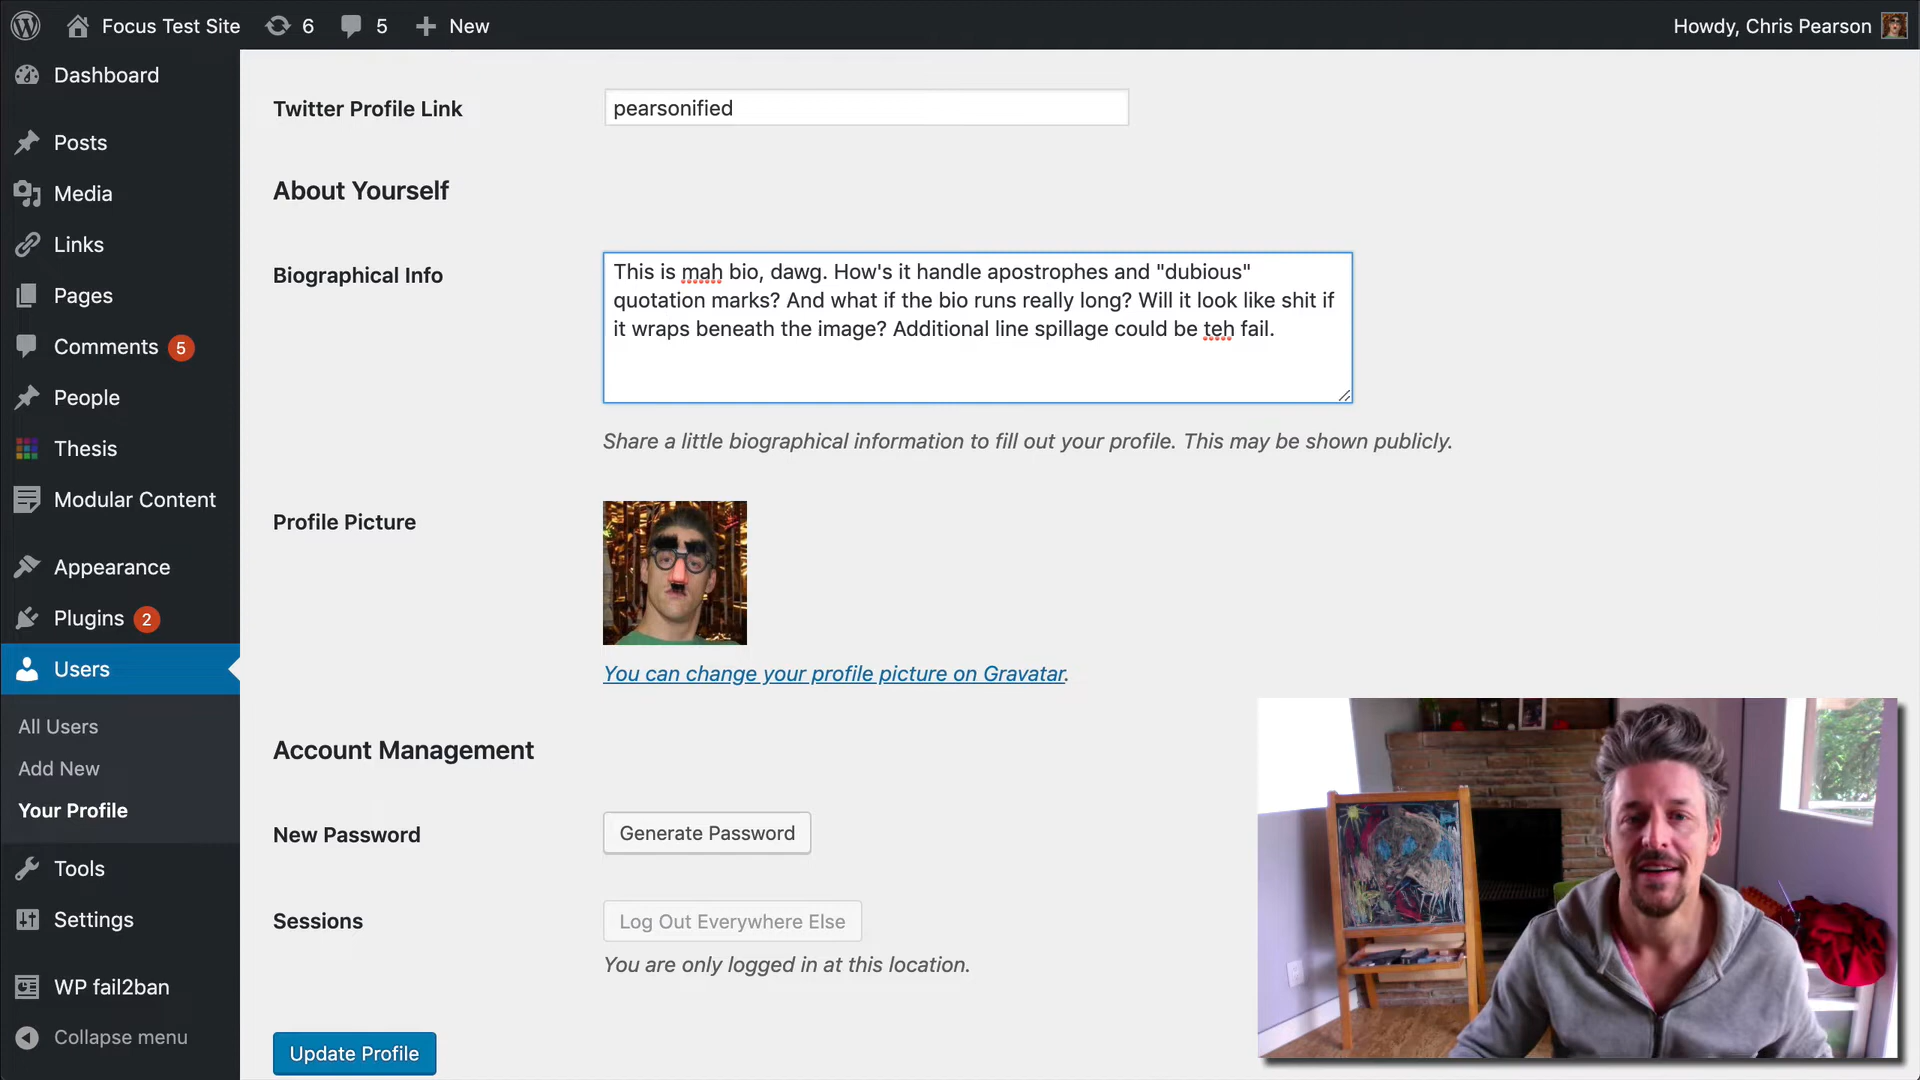 Focus Test Site 6 5 New Howdy, Chris Pearson
Dashboard
Posts
Media
Links
Pages
Comments 5
People
Thesis
Modular Content
Appearance
Plugins 2
Users
All Users
Add New
Your Profile
Tools
Settings
WP fail2ban
Collapse menu
Twitter Profile Link pearsonified
About Yourself
Biographical Info
This is mah bio, dawg. How's it handle apostrophes and "dubious"
quotation marks? And what if the bio runs really long? Will it look like shit if
it wraps beneath the image? Additional line spillage could be teh fail.
Share a little biographical information to fill out your profile. This may be shown publicly.
Profile Picture
You can change your profile picture on Gravatar.
Account Management
New Password Generate Password
Sessions Log Out Everywhere Else
You are only logged in at this location.
Update Profile